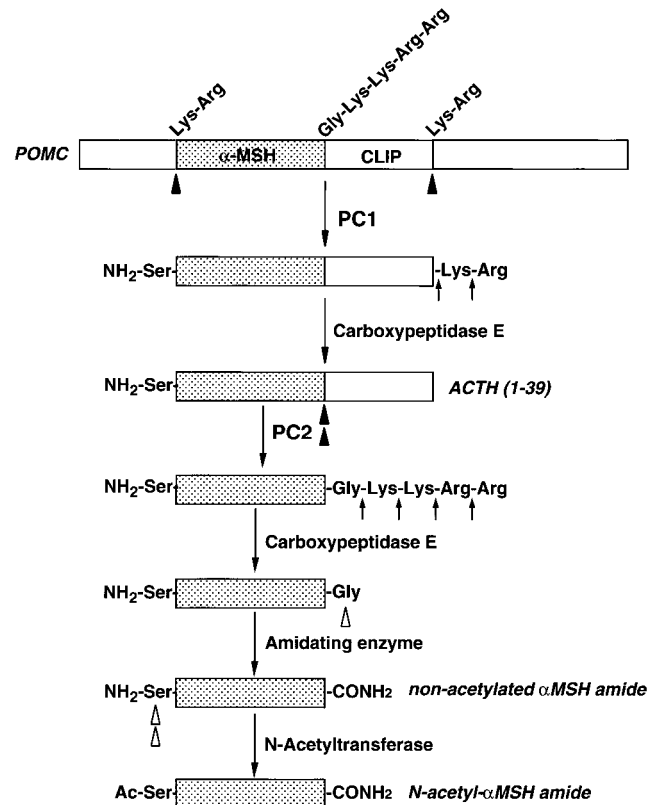 Lys-Arg
Gly-Lys-Lys-Arg-Arg
Lys-Arg
POMC
α-MSH
CLIP
PC1
NH2-Ser-
-Lys-Arg
Carboxypeptidase E
NH2-Ser-
ACTH (1-39)
PC2
NH2-Ser-
-Gly-Lys-Lys-Arg-Arg
Carboxypeptidase E
NH2-Ser-
-Gly
Amidating enzyme
NH2-Ser-
-CONH2
non-acetylated αMSH amide
N-Acetyltransferase
Ac-Ser-
-CONH2
N-acetyl-αMSH amide